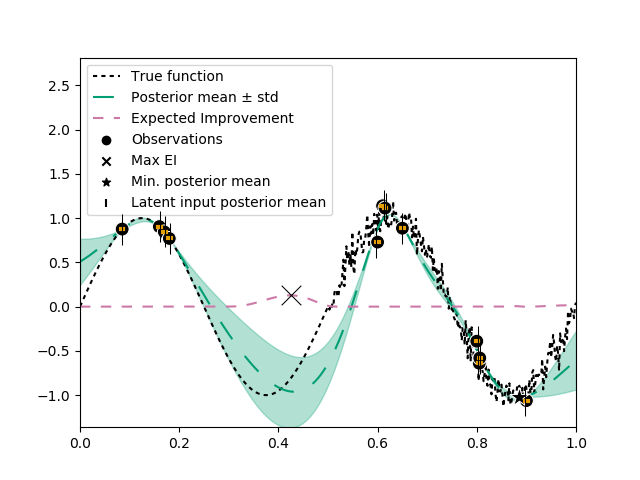 True function
Posterior mean ± std
Expected Improvement
Observations
Max EI
Min. posterior mean
Latent input posterior mean
2.5
2.0
1.5
1.0
0.5
0.0
−0.5
−1.0
0.0 0.2 0.4 0.6 0.8 1.0